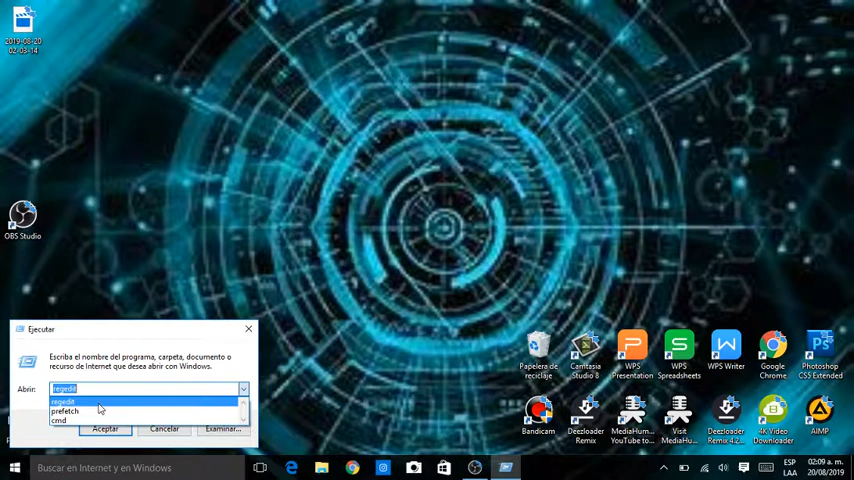 2019-08-20
02-08-14
OBS Studio
Ejecutar
Escriba el nombre del programa, carpeta, documento o
recurso de Internet que desea abrir con Windows.
Abrir:
regedit
regedit
prefetch
cmd
Aceptar
Cancelar
Examinar...
Papelera de
reciclaje
Camtasia
Studio 8
WPS
Presentation
WPS
Spreadsheets
WPS Writer
Google
Chrome
Photoshop
CS5 Extended
Bandicam
Deezloader
Remix
MediaHum...
YouTube to...
Visit
MediaHu...
Deezloader
Remix 4.2...
4K Video
Downloader
AIMP
Buscar en Internet y en Windows
ESP
LAA
02:09 a. m.
20/08/2019